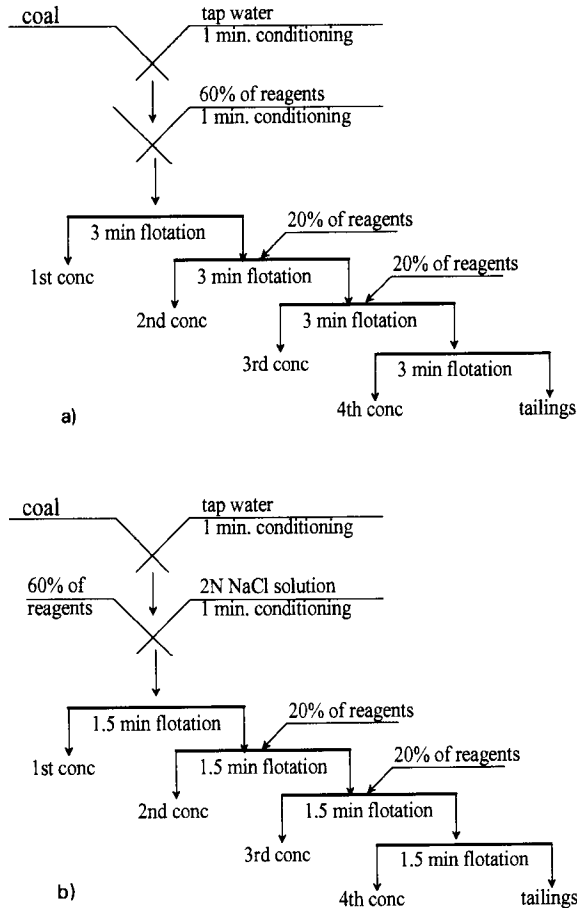 coal
tap water
1 min. conditioning
60% of reagents
1 min. conditioning
3 min flotation
20% of reagents
1st conc
3 min flotation
20% of reagents
2nd conc
3 min flotation
3rd conc
3 min flotation
4th conc
tailings
a)
coal
tap water
1 min. conditioning
60% of
reagents
2N NaCl solution
1 min. conditioning
1.5 min flotation
20% of reagents
1st conc
1.5 min flotation
20% of reagents
2nd conc
1.5 min flotation
3rd conc
1.5 min flotation
4th conc
tailings
b)